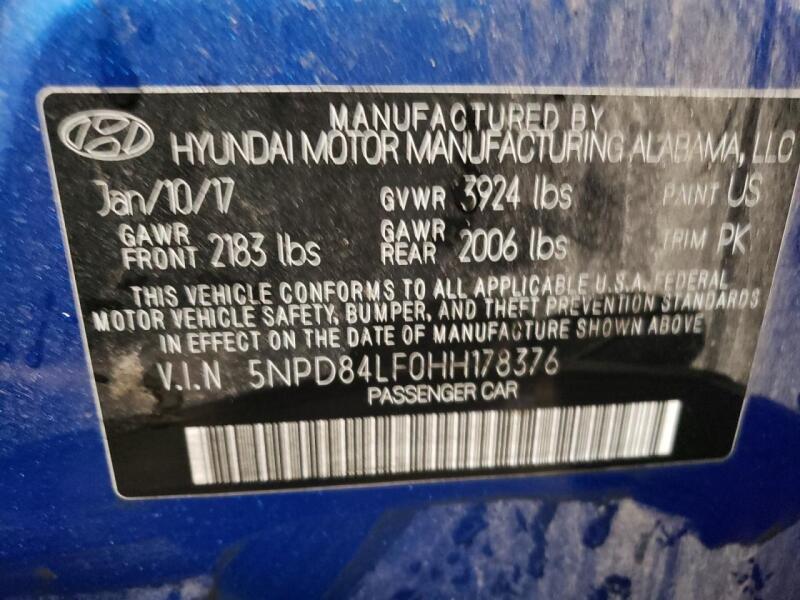 MANUFACTURED BY
HYUNDAI MOTOR MANUFACTURING ALABAMA, LLC
Jan/10/17 GVWR 3924 lbs PAINT US
GAWR FRONT 2183 lbs GAWR REAR 2006 lbs TRIM PK
THIS VEHICLE CONFORMS TO ALL APPLICABLE U.S.A. FEDERAL
MOTOR VEHICLE SAFETY, BUMPER, AND THEFT PREVENTION STANDARDS
IN EFFECT ON THE DATE OF MANUFACTURE SHOWN ABOVE.
V.I.N 5NPD84LF0HH178376
PASSENGER CAR